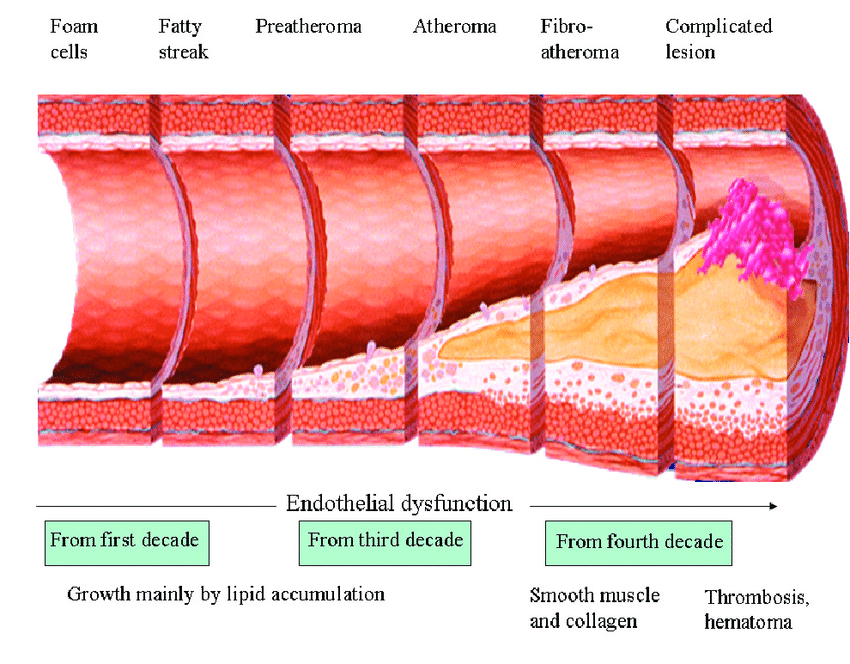 Foam
cells
Fatty
streak
Preatheroma
Atheroma
Fibro-
atheroma
Complicated
lesion
Endothelial dysfunction
From first decade
From third decade
From fourth decade
Growth mainly by lipid accumulation
Smooth muscle
and collagen
Thrombosis,
hematoma